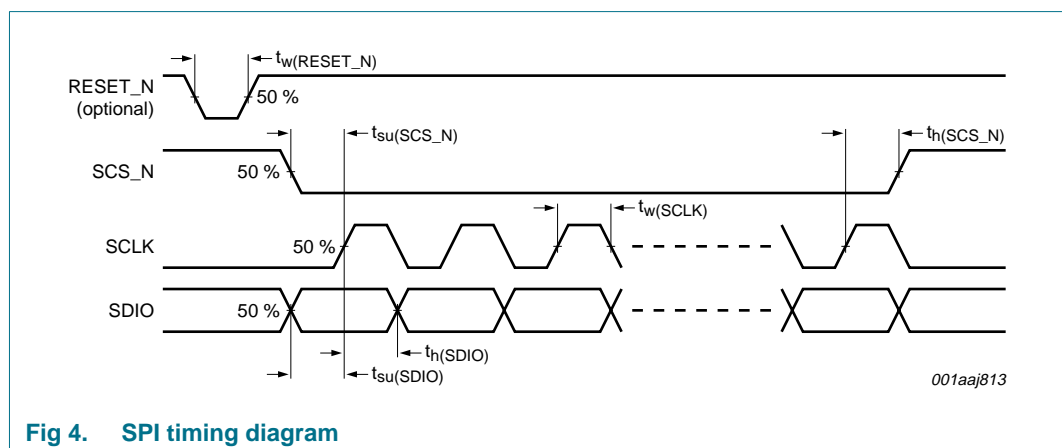 tw(RESET_N)
RESET_N
(optional)
50 %
tsu(SCS_N)
th(SCS_N)
SCS_N
50 %
tw(SCLK)
SCLK
50 %
SDIO
50 %
th(SDIO)
tsu(SDIO)
001aaj813
Fig 4. SPI timing diagram